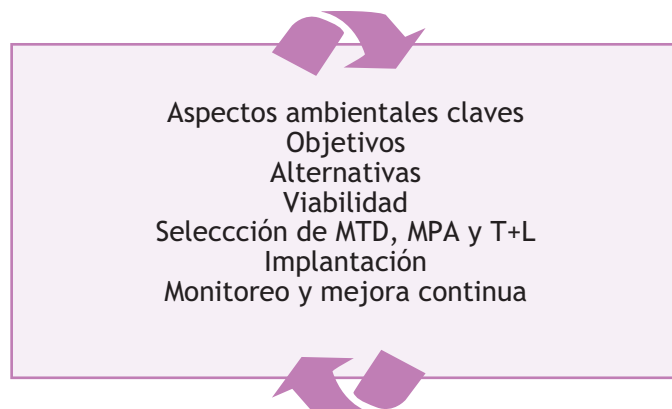 Aspectos ambientales claves
Objetivos
Alternativas
Viabilidad
Seleccción de MTD, MPA y T+L
Implantación
Monitoreo y mejora continua